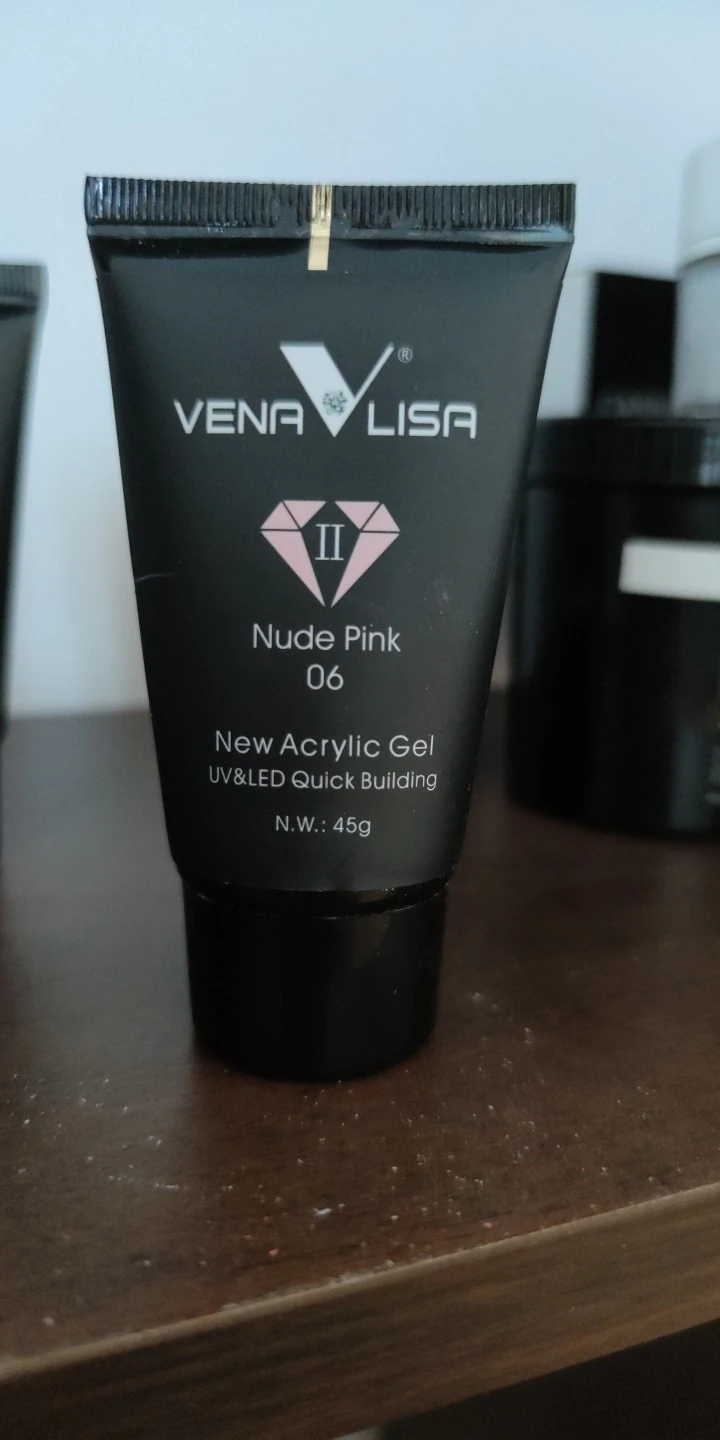 VENA LISA®
II
Nude Pink
06
New Acrylic Gel
UV&LED Quick Building
N.W.: 45g